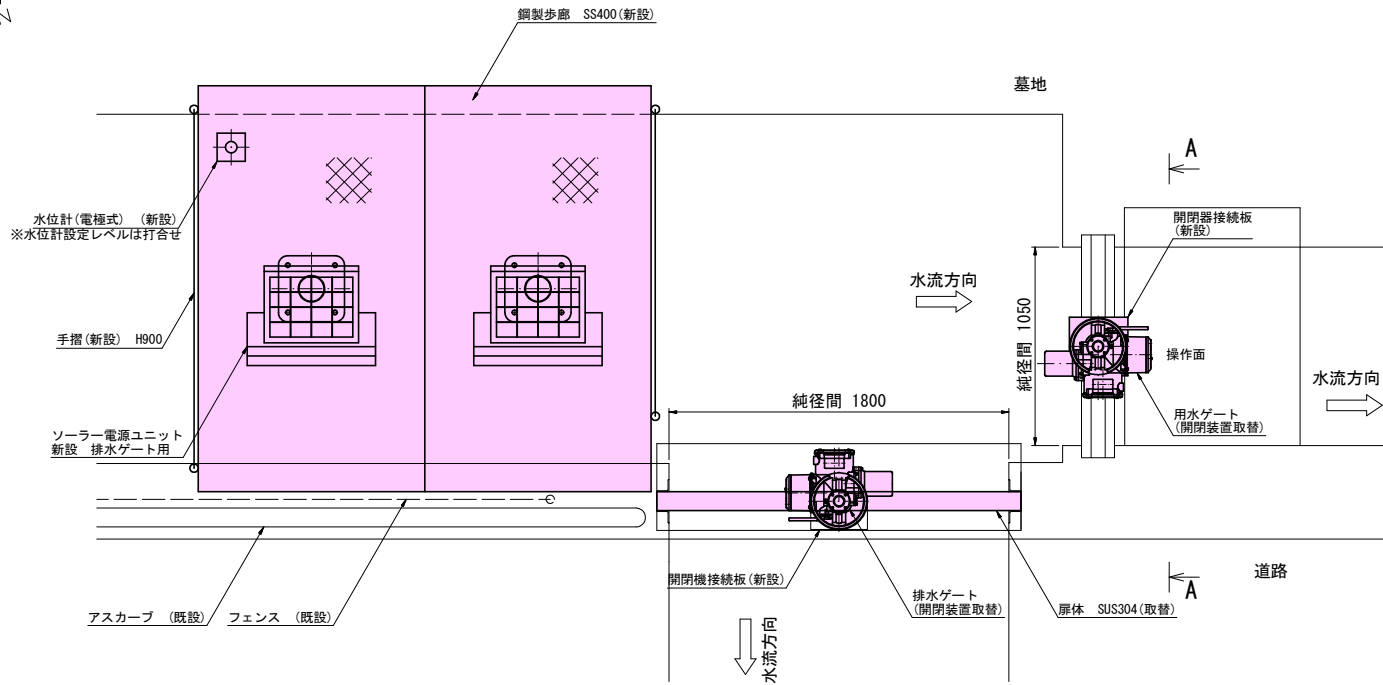 鋼製歩廊 SS400(新設)
墓地
A
水位計(電極式) (新設)
※水位計設定レベルは打合せ
開閉器接続板
(新設)
水流方向
純径間 1050
手摺(新設) H900
操作面
水流方向
純径間 1800
用水ゲート
(開閉装置取替)
ソーラー電源ユニット
新設 排水ゲート用
開閉機接続板(新設)
道路
A
排水ゲート
(開閉装置取替)
扉体 SUS304(取替)
アスカーブ (既設)
フェンス (既設)
水流方向